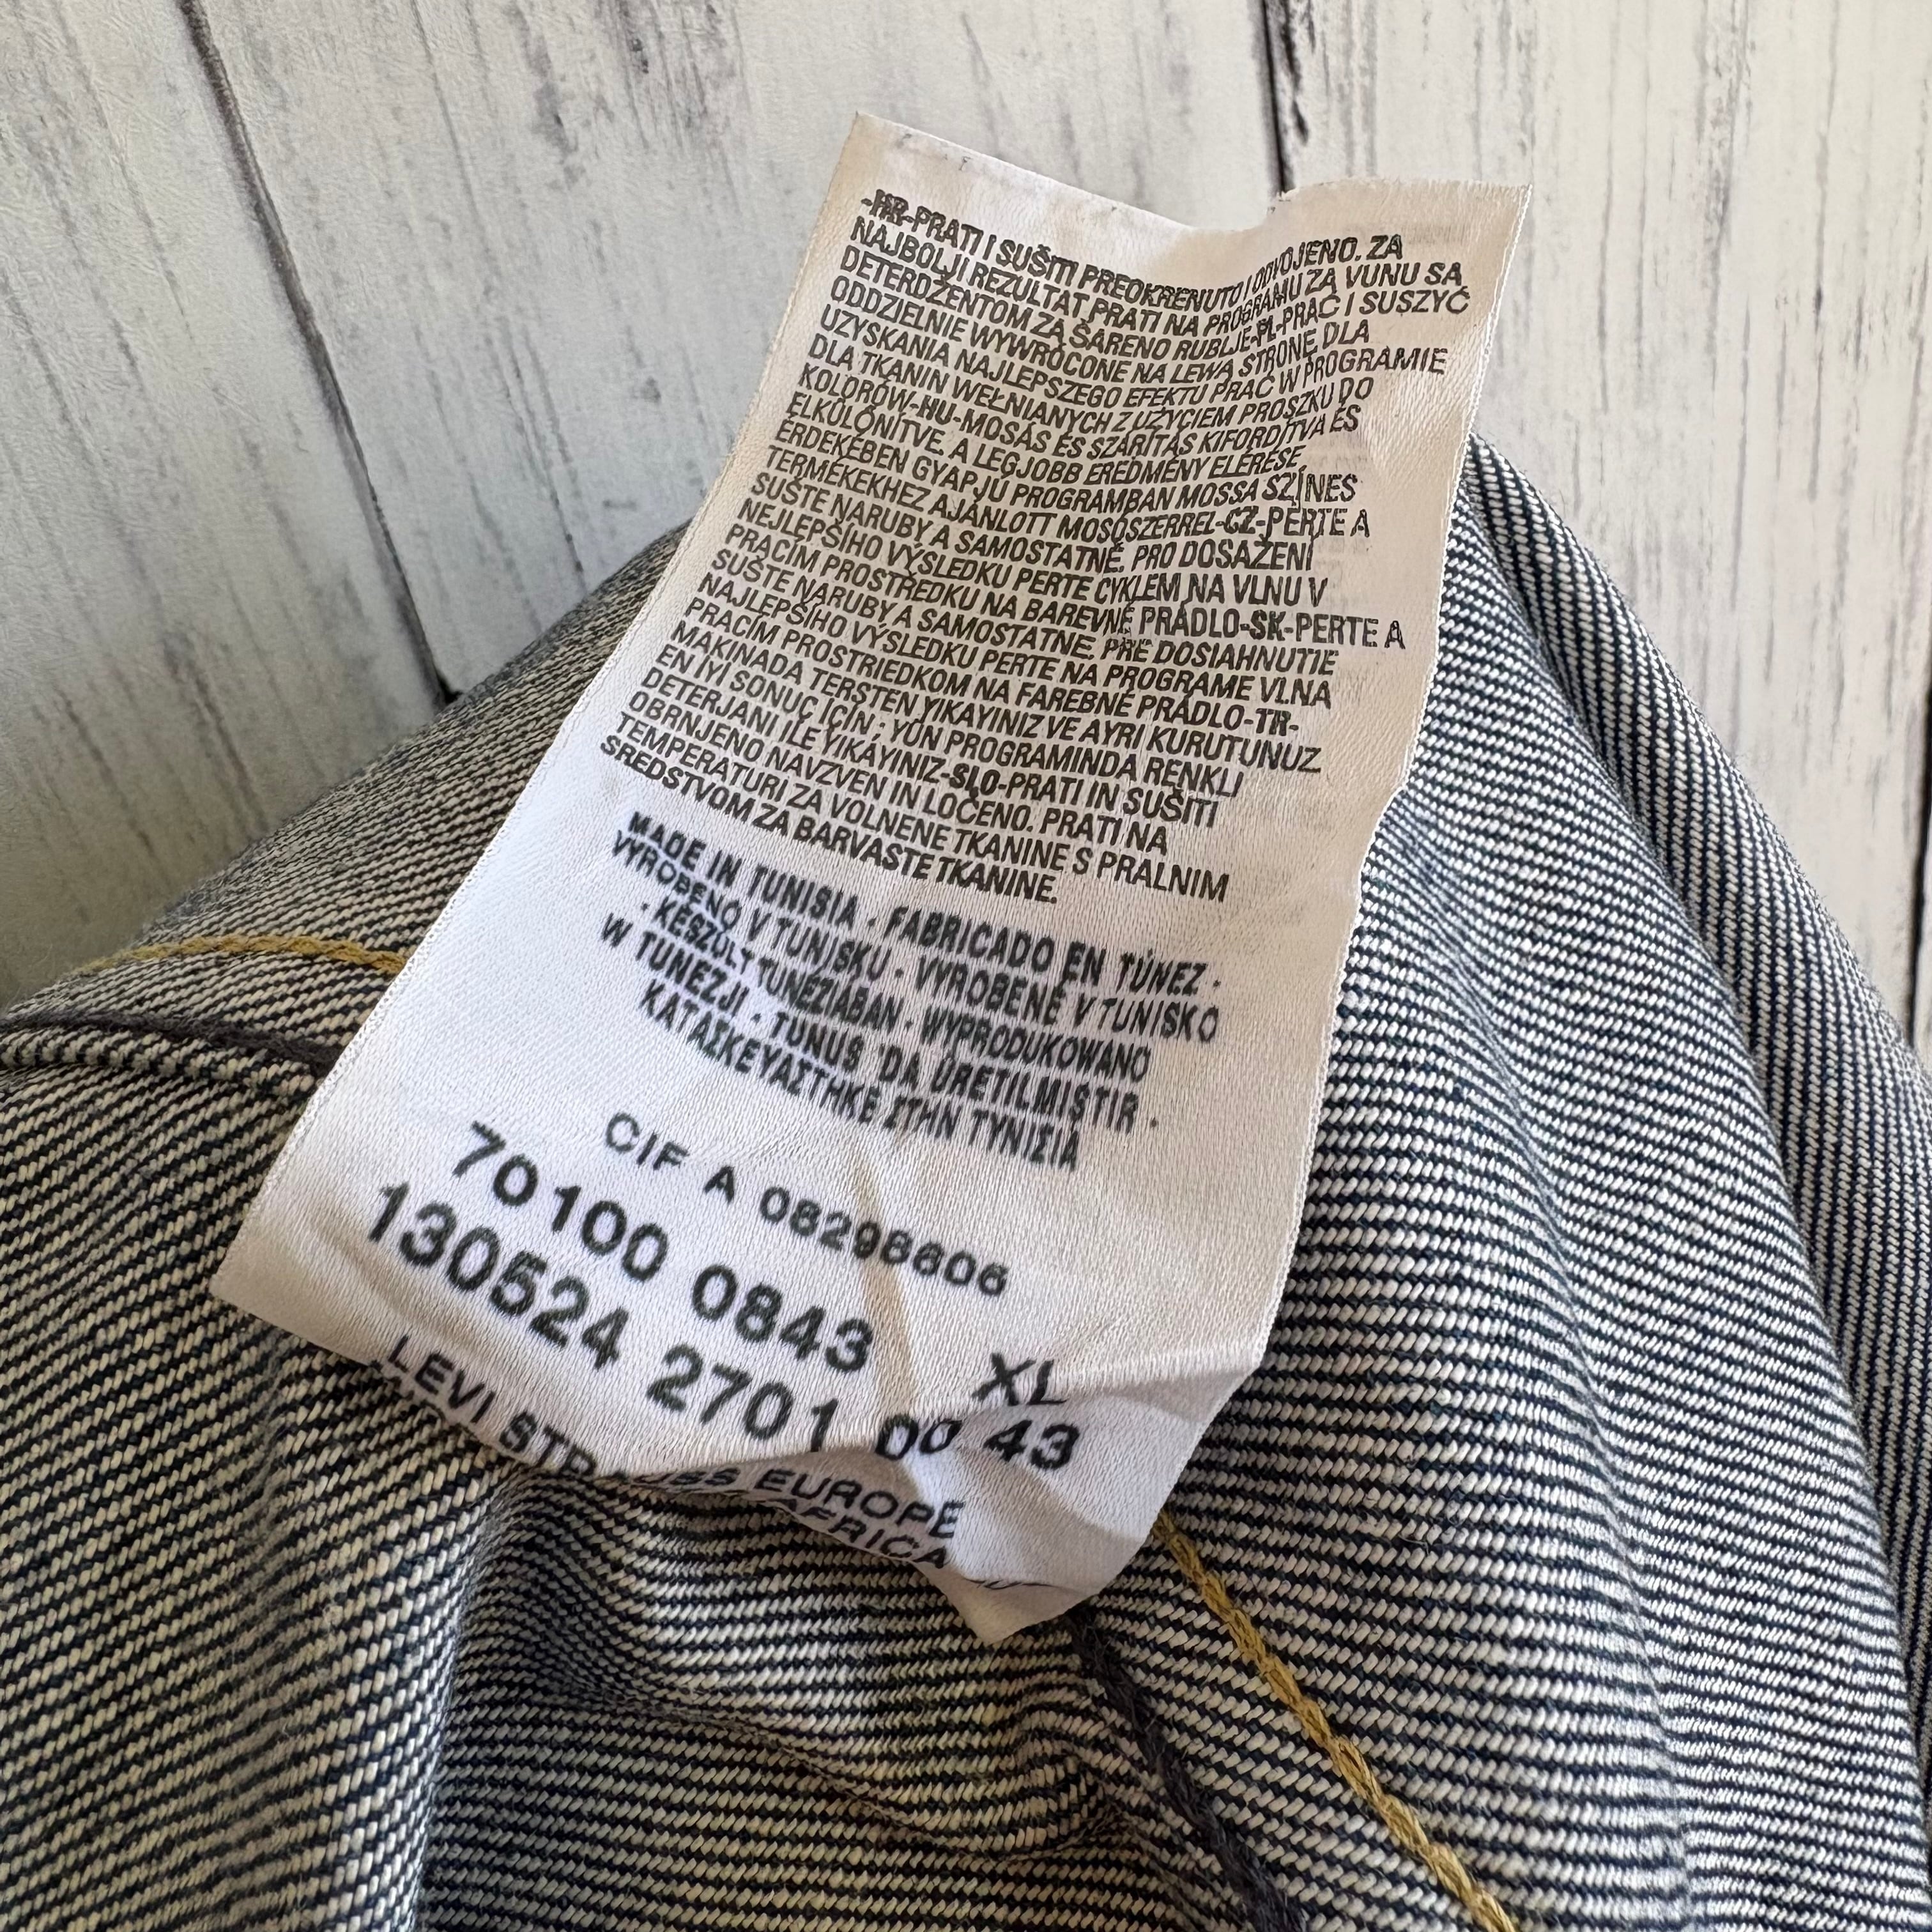 -HR-PRATI I SUŠITI PREOKRENUTO I ODVOJENO. ZA
NAJBOLJI REZULTAT PRATI NA PROGRAMU ZA VUNU SA
DETERDŽENTOM ZA ŠARENO RUBLJE-PL-PRAĆ I SUSZYĆ
ODDZIELNIE WYWRÓCONE NA LEWĄ STRONĘ DLA
UZYSKANIA NAJLEPSZEGO EFEKTU PRAĆ W PROGRAMIE
DLA TKANIN WEŁNIANYCH Z UŻYCIEM PROSZKU DO
KOLORÓW-HU-MOSÁS ÉS SZÁRÍTÁS KIFORDÍTVA ÉS
ELKÜLÖNÍTVE. A LEGJOBB EREDMÉNY ELÉRÉSE
ÉRDEKÉBEN GYAPJÚ PROGRAMBAN MOSSA SZÍNES
TERMÉKEKHEZ AJÁNLOTT MOSÓSZERREL-CZ-PERTE A
SUŠTE NARUBY A SAMOSTATNĚ. PRO DOSAŽENÍ
NEJLEPŠÍHO VÝSLEDKU PERTE CYKLEM NA VLNU V
PRACÍM PROSTŘEDKU NA BAREVNÉ PRÁDLO-SK-PERTE A
SUŠTE NARUBY A SAMOSTATNE. PRE DOSIAHNUTIE
NAJLEPŠÍHO VÝSLEDKU PERTE NA PROGRAME VLNA
PRACÍM PROSTRIEDKOM NA FAREBNÉ PRÁDLO-TR-
MAKINADA TERSTEN YIKAYINIZ VE AYRI KURUTUNUZ
EN İYİ SONUÇ İÇİN ; YÜN PROGRAMINDA RENKLİ
DETERJANI ILE YIKAYINIZ-SLO-PRATI IN SUŠITI
OBRNJENO NAVZVEN IN LOČENO. PRATI NA
TEMPERATURI ZA VOLNENE TKANINE S PRALNIM
SREDSTVOM ZA BARVASTE TKANINE.
MADE IN TUNISIA . FABRICADO EN TÚNEZ .
VYROBENO V TUNISKU . VYROBENÉ V TUNISKO
. KÉSZÜLT TUNÉZIÁBAN . WYPRODUKOWANO
W TUNEZJI . TUNUS 'DA ÜRETİLMİŞTİR .
ΚΑΤΑΣΚΕΥΑΣΤΗΚΕ ΣΤΗΝ ΤΥΝΙΣΙΑ
CIF A 08298606
70100 0843 XL
130524 2701 00 43
LEVI STRAUSS EUROPE
AFRICA